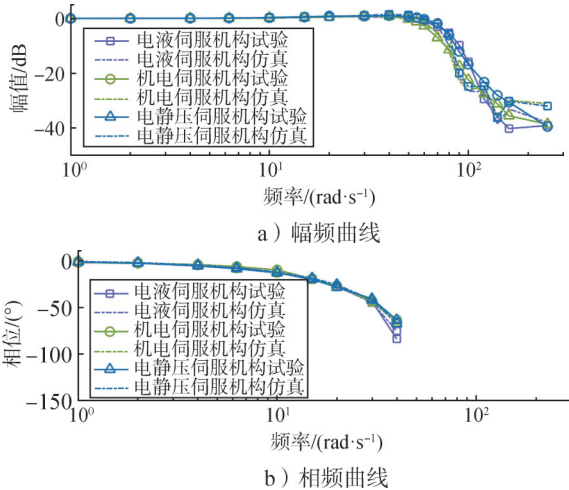 0
−20
−40
幅值/dB
电液伺服机构试验
电液伺服机构仿真
机电伺服机构试验
机电伺服机构仿真
电静压伺服机构试验
电静压伺服机构仿真
10⁰ 10¹ 10²
频率/(rad·s⁻¹)
a）幅频曲线
0
−50
−100
−150
相位/(°)
电液伺服机构试验
电液伺服机构仿真
机电伺服机构试验
机电伺服机构仿真
电静压伺服机构试验
电静压伺服机构仿真
10⁰ 10¹ 10²
频率/(rad·s⁻¹)
b）相频曲线